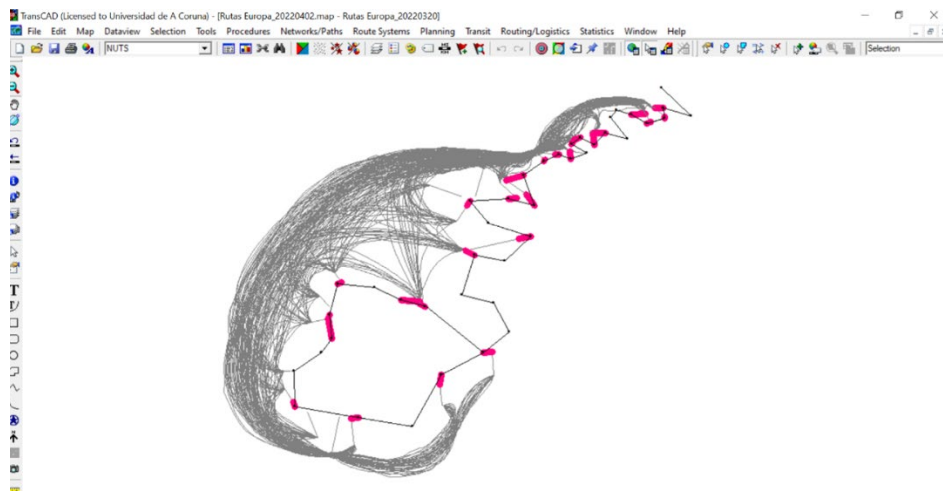 TransCAD (Licensed to Universidad de A Coruna) - [Rutas Europa_20220402.map - Rutas Europa_20220320]
File Edit Map Dataview Selection Tools Procedures Networks/Paths Route Systems Planning Transit Routing/Logistics Statistics Window Help
NUTS Selection